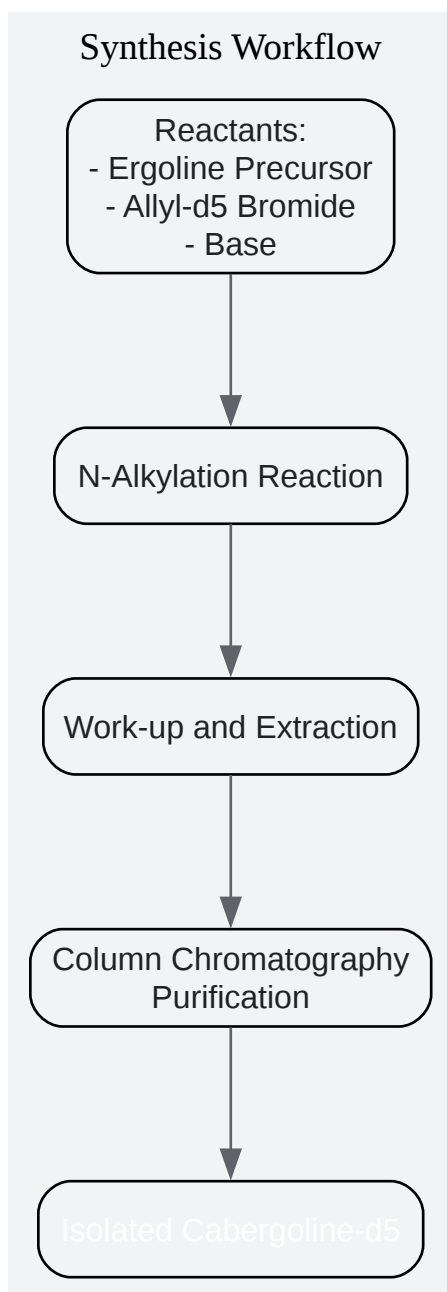 Synthesis Workflow
Reactants:
- Ergoline Precursor
- Allyl-d5 Bromide
- Base
N-Alkylation Reaction
Work-up and Extraction
Column Chromatography
Purification
Isolated Cabergoline-d5